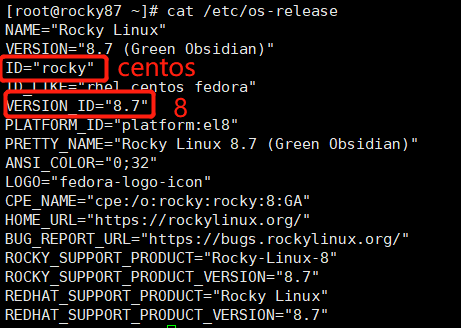 [root@rocky87 ~]# cat /etc/os-release
NAME="Rocky Linux"
VERSION="8.7 (Green Obsidian)"
ID="rocky" centos
ID_LIKE="rhel centos fedora"
VERSION_ID="8.7" 8
PLATFORM_ID="platform:el8"
PRETTY_NAME="Rocky Linux 8.7 (Green Obsidian)"
ANSI_COLOR="0;32"
LOGO="fedora-logo-icon"
CPE_NAME="cpe:/o:rocky:rocky:8:GA"
HOME_URL="https://rockylinux.org/"
BUG_REPORT_URL="https://bugs.rockylinux.org/"
ROCKY_SUPPORT_PRODUCT="Rocky-Linux-8"
ROCKY_SUPPORT_PRODUCT_VERSION="8.7"
REDHAT_SUPPORT_PRODUCT="Rocky Linux"
REDHAT_SUPPORT_PRODUCT_VERSION="8.7"